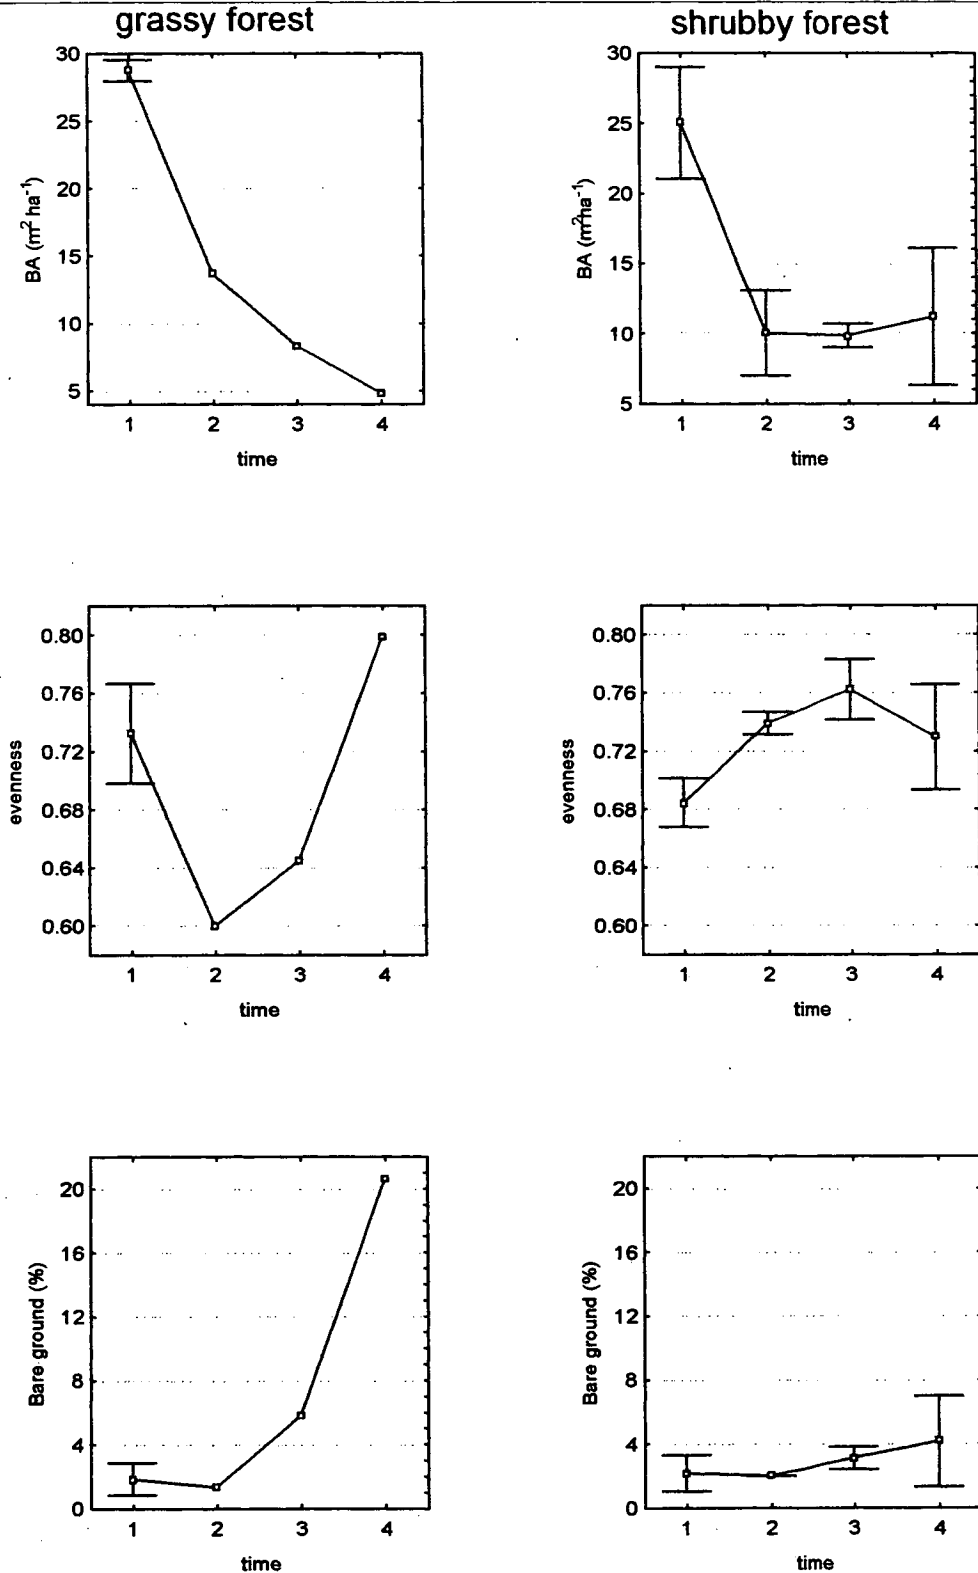 grassy forest
shrubby forest
30
25
20
15
10
5
BA (m² ha⁻¹)
1 2 3 4
time
30
25
20
15
10
5
BA (m²ha⁻¹)
1 2 3 4
time
0.80
0.76
0.72
0.68
0.64
0.60
evenness
1 2 3 4
time
0.80
0.76
0.72
0.68
0.64
0.60
evenness
1 2 3 4
time
20
16
12
8
4
0
Bare ground (%)
1 2 3 4
time
20
16
12
8
4
0
Bare ground (%)
1 2 3 4
time